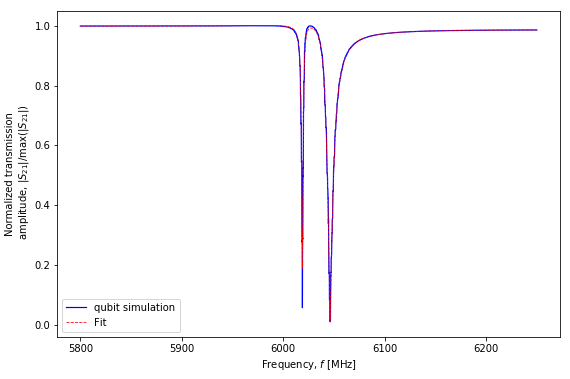 Normalized transmission
amplitude, |S₂₁|/max(|S₂₁|)
1.0
0.8
0.6
0.4
0.2
0.0
qubit simulation
Fit
5800
5900
6000
6100
6200
Frequency, f [MHz]